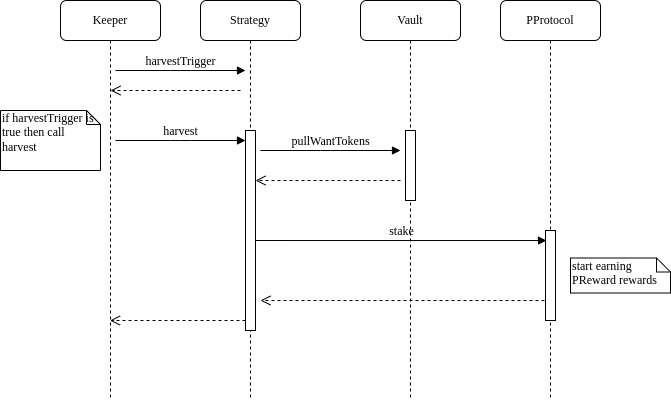 Keeper
Strategy
Vault
PProtocol
harvestTrigger
if harvestTrigger is
true then call
harvest
harvest
pullWantTokens
stake
start earning
PReward rewards